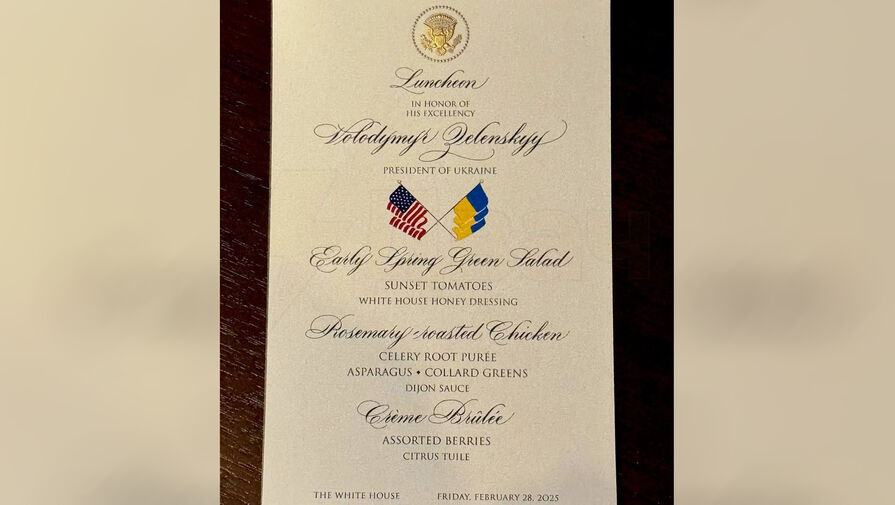 Luncheon
IN HONOR OF
HIS EXCELLENCY
Volodymyr Zelenskyy
PRESIDENT OF UKRAINE
Early Spring Green Salad
SUNSET TOMATOES
WHITE HOUSE HONEY DRESSING
Rosemary-roasted Chicken
CELERY ROOT PURÉE
ASPARAGUS • COLLARD GREENS
DIJON SAUCE
Crème Brûlée
ASSORTED BERRIES
CITRUS TUILE
THE WHITE HOUSE FRIDAY, FEBRUARY 28, 2025